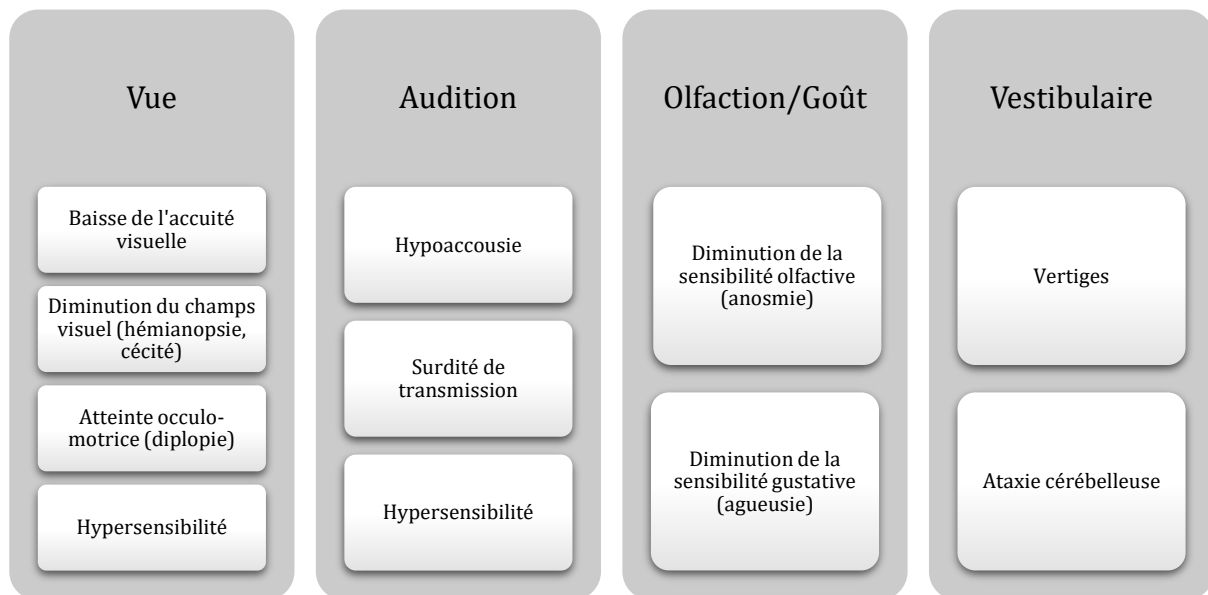 Vue
Baisse de l'accuité
visuelle
Diminution du champs
visuel (hémianopsie,
cécité)
Atteinte occulo-
motrice (diplopie)
Hypersensibilité
Audition
Hypoaccousie
Surdité de
transmission
Hypersensibilité
Olfaction/Goût
Diminution de la
sensibilité olfactive
(anosmie)
Diminution de la
sensibilité gustative
(agueusie)
Vestibulaire
Vertiges
Ataxie cérébelleuse